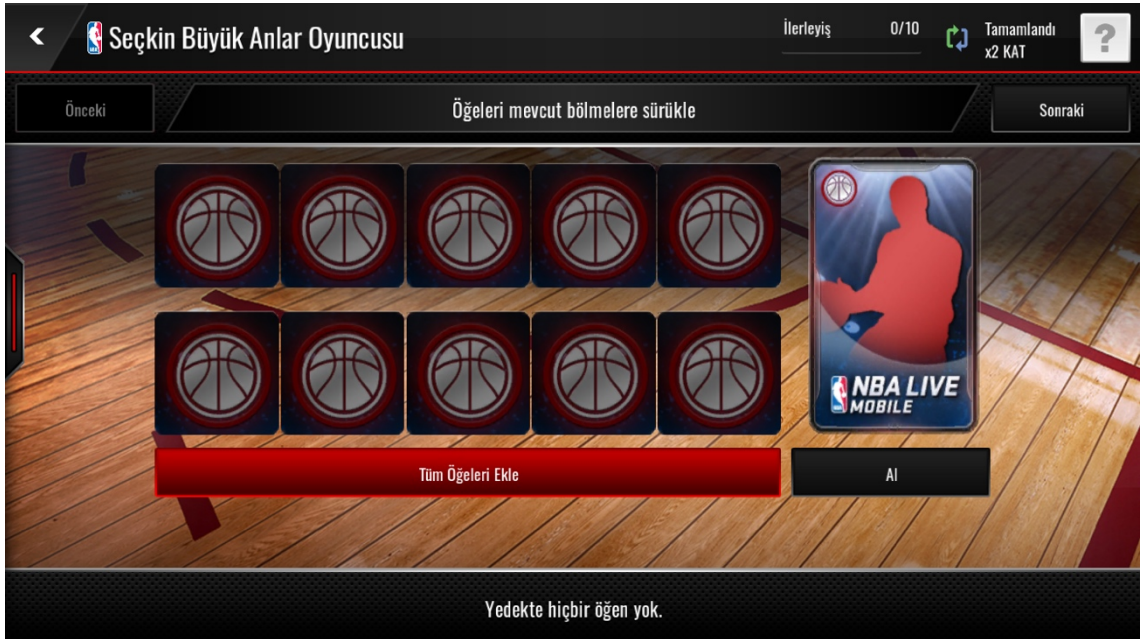 Seçkin Büyük Anlar Oyuncusu
İlerleyiş 0/10
Tamamlandı
x2 KAT
?
Önceki
Öğeleri mevcut bölmelere sürükle
Sonraki
NBA LIVE
MOBILE
Tüm Öğeleri Ekle
Al
Yedekte hiçbir öğen yok.